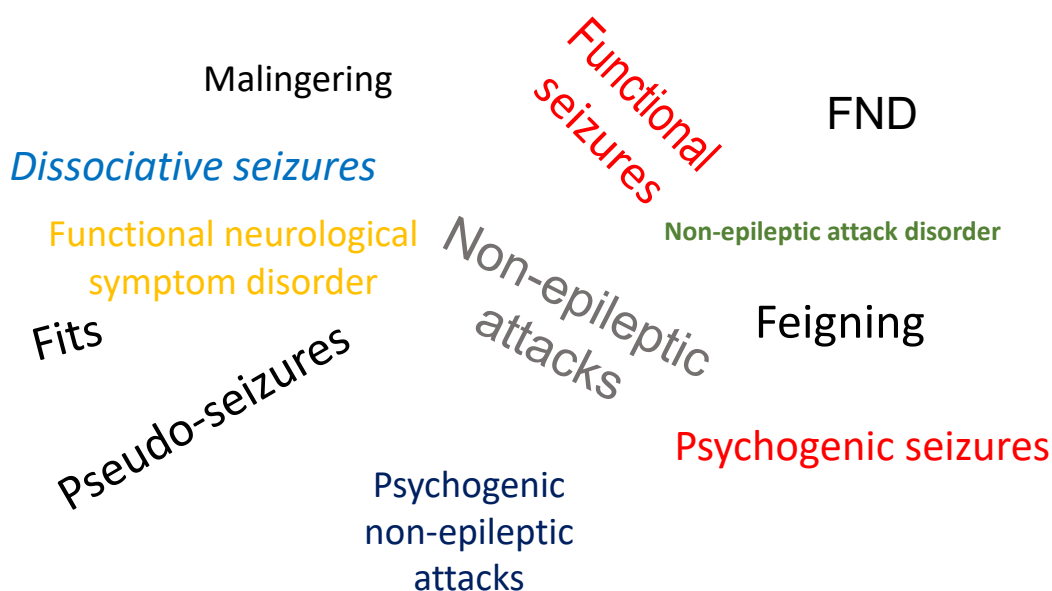 Malingering
Functional
seizures
FND
Dissociative seizures
Functional neurological
symptom disorder
Non-epileptic attack disorder
Non-epileptic
attacks
Fits
Feigning
Pseudo-seizures
Psychogenic seizures
Psychogenic
non-epileptic
attacks